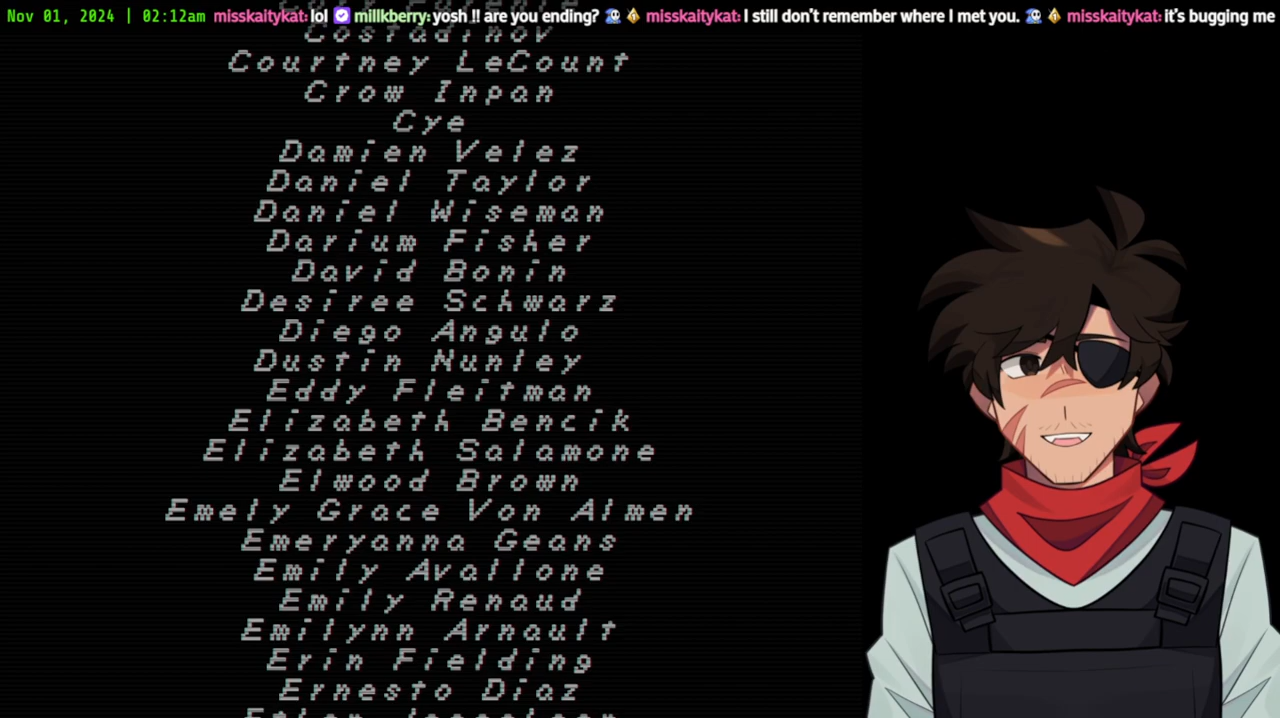 Nov 01, 2024 | 02:12am misskaitykat: lol millkberry: yosh !! are you ending? misskaitykat: I still don't remember where I met you. misskaitykat: it's bugging me
Costadinov
Courtney LeCount
Crow Inpan
Cye
Damien Velez
Daniel Taylor
Daniel Wiseman
Darium Fisher
David Bonin
Desiree Schwarz
Diego Angulo
Dustin Nunley
Eddy Fleitman
Elizabeth Bencik
Elizabeth Salamone
Elwood Brown
Emely Grace Von Almen
Emeryanna Geans
Emily Avallone
Emily Renaud
Emilynn Arnault
Erin Fielding
Ernesto Diaz